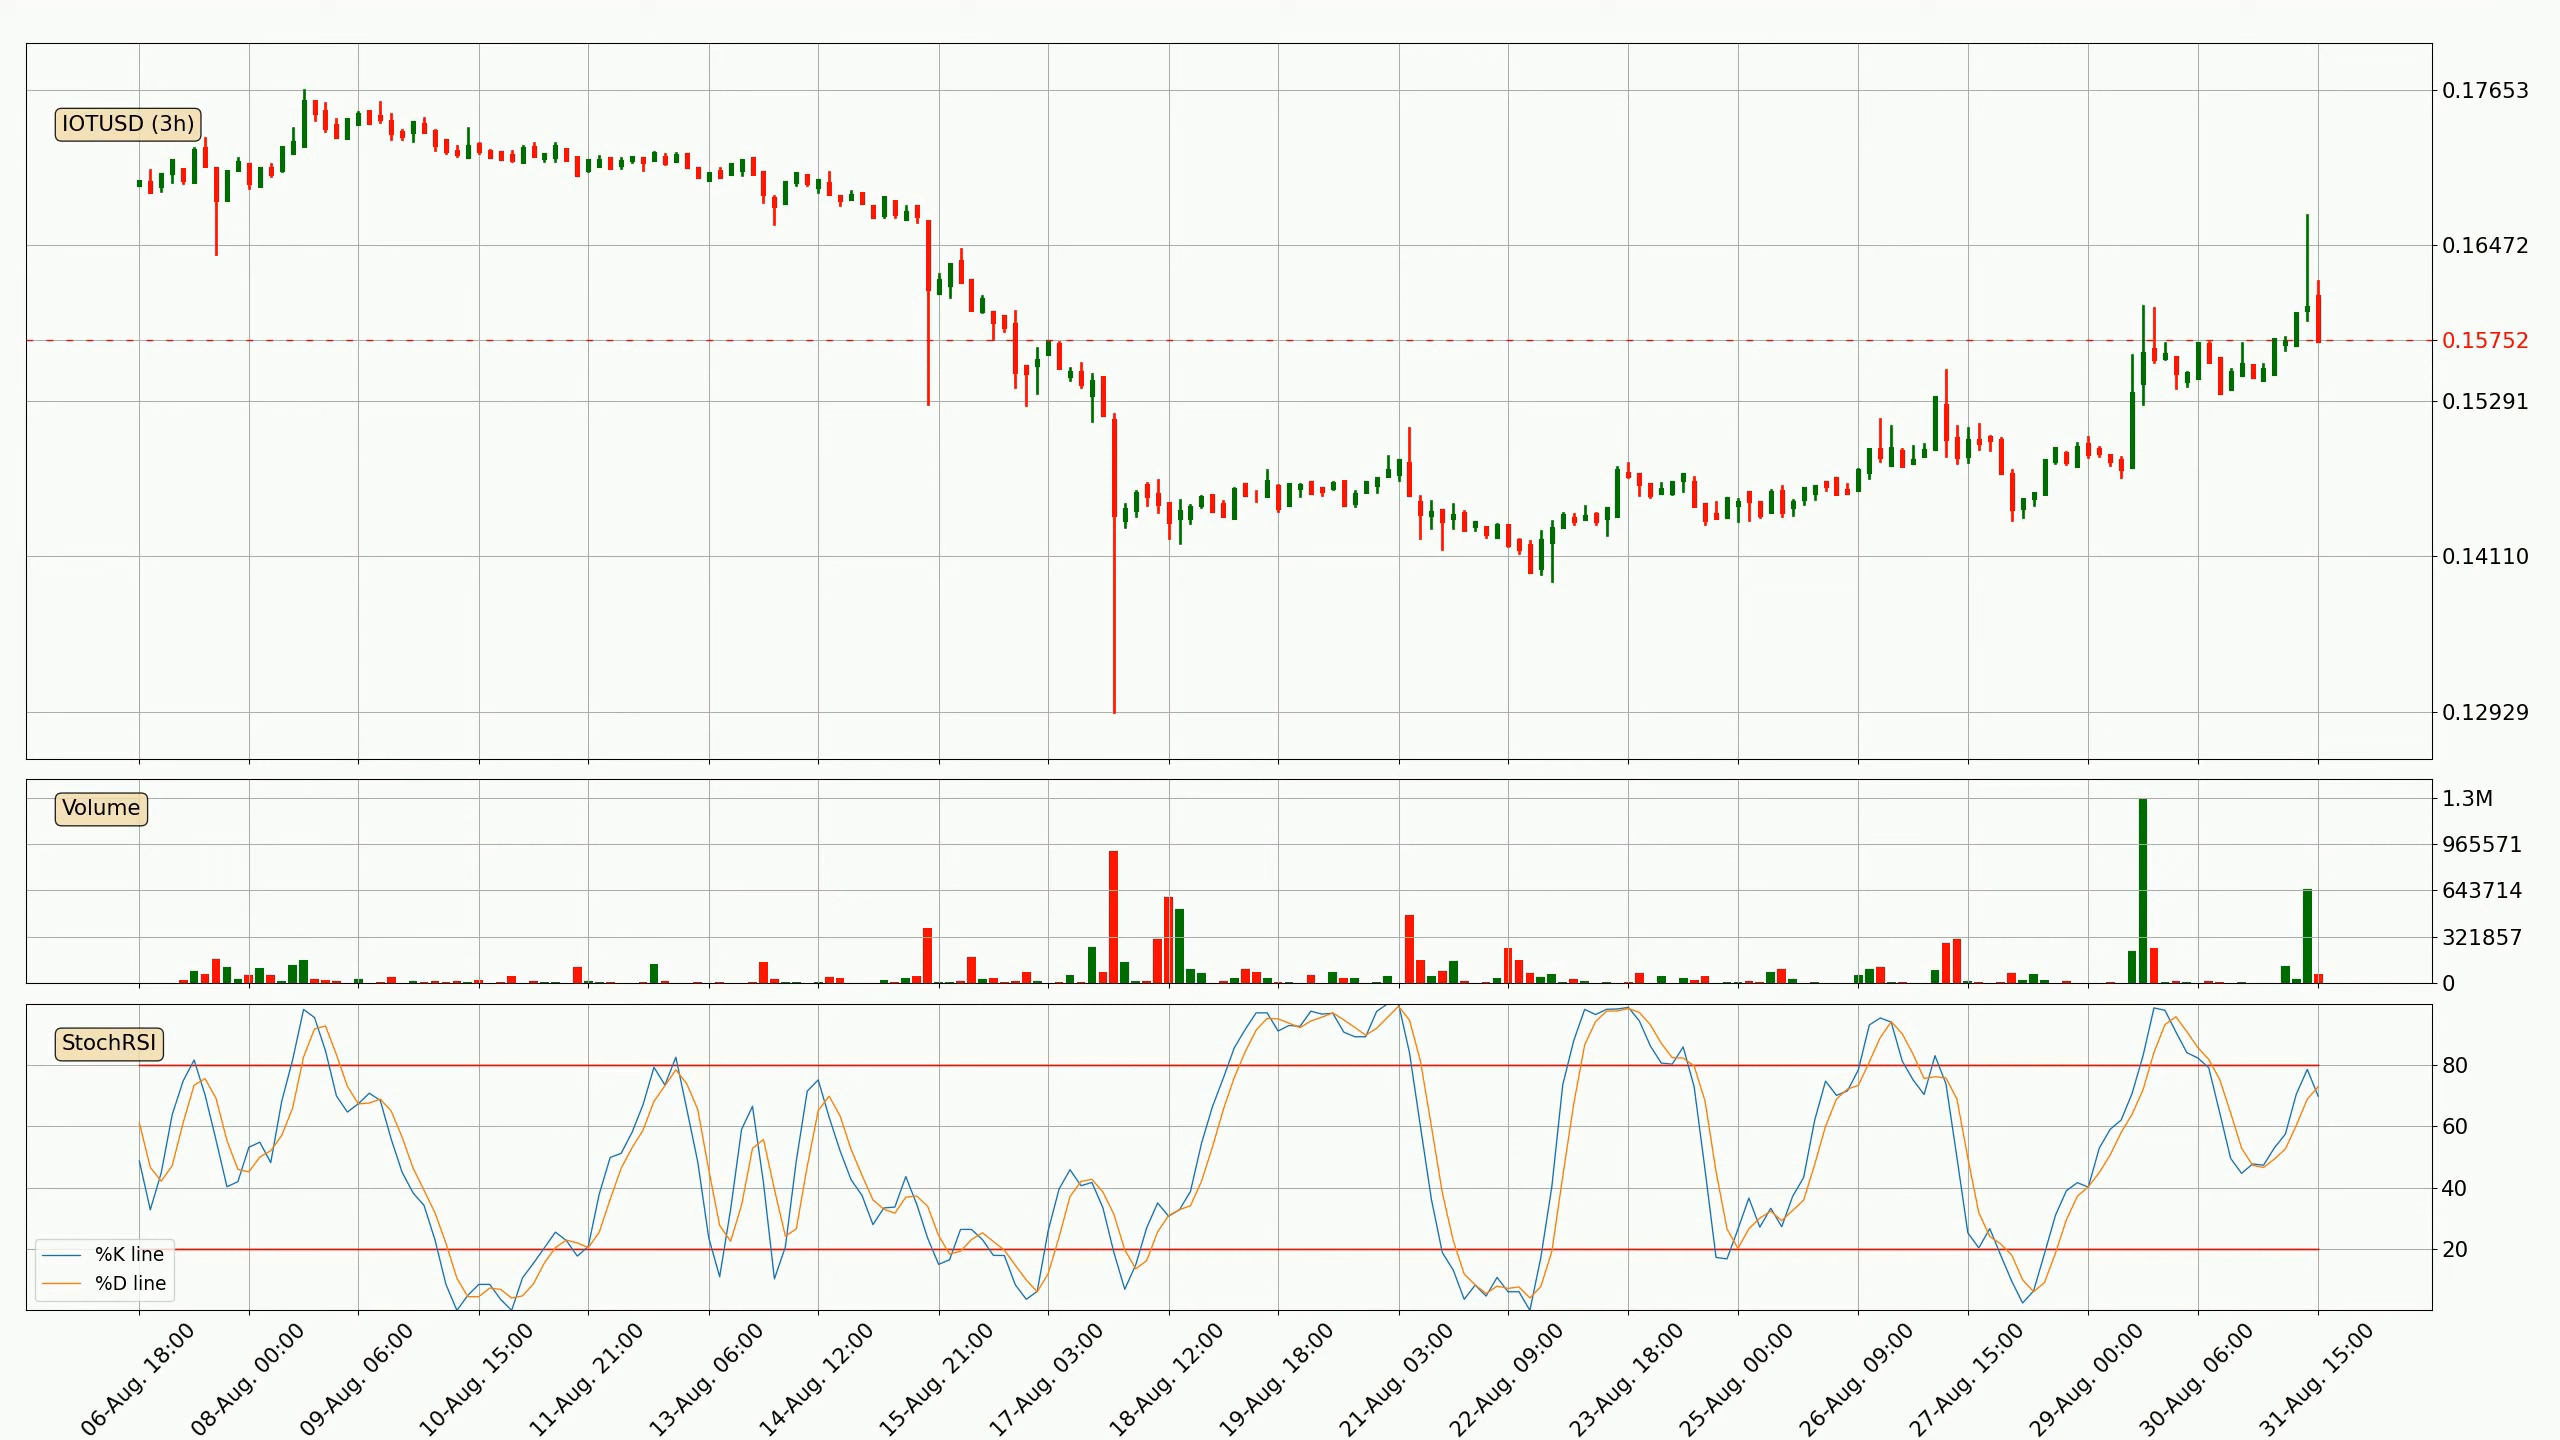 IOTUSD (3h)
0.17653
0.16472
0.15752
0.15291
0.14110
0.12929
Volume
1.3M
965571
643714
321857
0
StochRSI
80
60
40
20
%K line
%D line
06-Aug. 18:00
08-Aug. 00:00
09-Aug. 06:00
10-Aug. 15:00
11-Aug. 21:00
13-Aug. 06:00
14-Aug. 12:00
15-Aug. 21:00
17-Aug. 03:00
18-Aug. 12:00
19-Aug. 18:00
21-Aug. 03:00
22-Aug. 09:00
23-Aug. 18:00
25-Aug. 00:00
26-Aug. 09:00
27-Aug. 15:00
29-Aug. 00:00
30-Aug. 06:00
31-Aug. 15:00